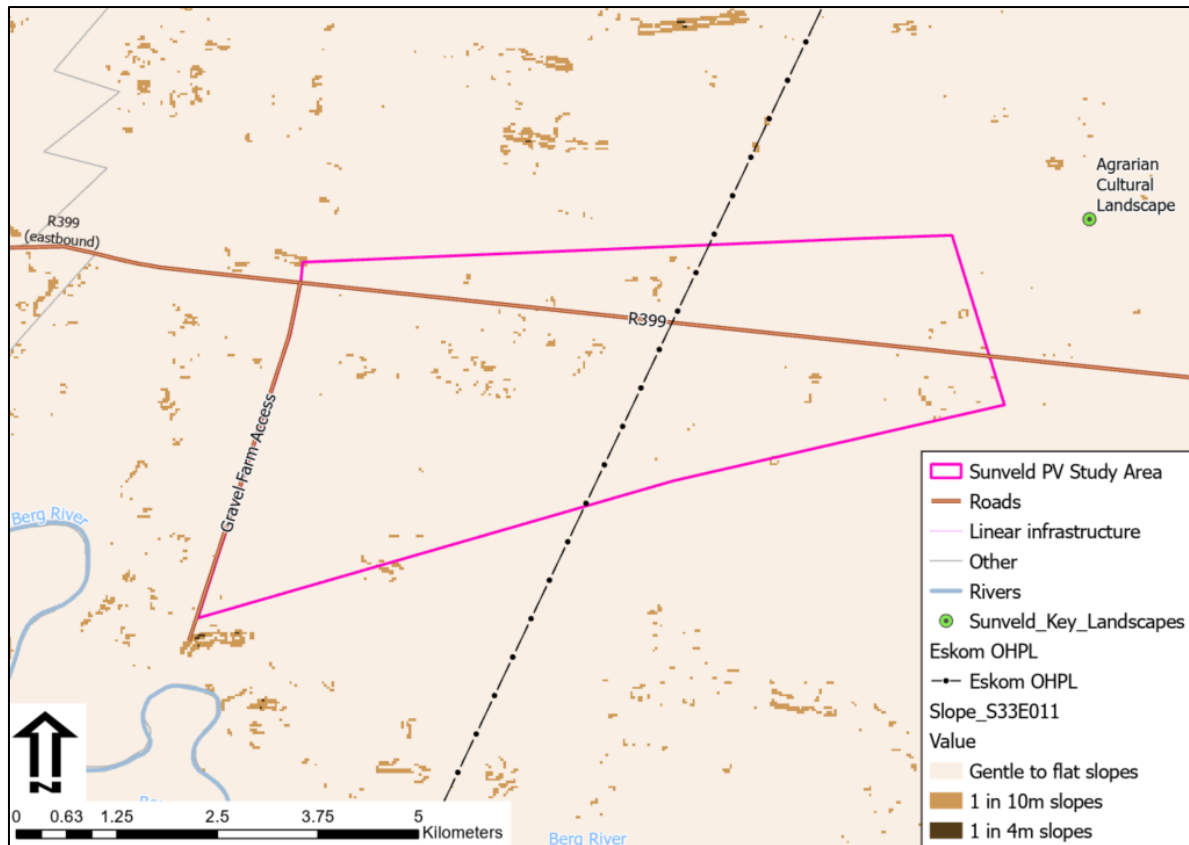 Agrarian
Cultural
Landscape
R399
(eastbound)
R399
Gravel-Farm-Access
Berg River
Sunveld PV Study Area
Roads
Linear infrastructure
Other
Rivers
Sunveld_Key_Landscapes
Eskom OHPL
Eskom OHPL
Slope_S33E011
Value
Gentle to flat slopes
1 in 10m slopes
1 in 4m slopes
N
0 0.63 1.25 2.5 3.75 5
Kilometers
Berg River